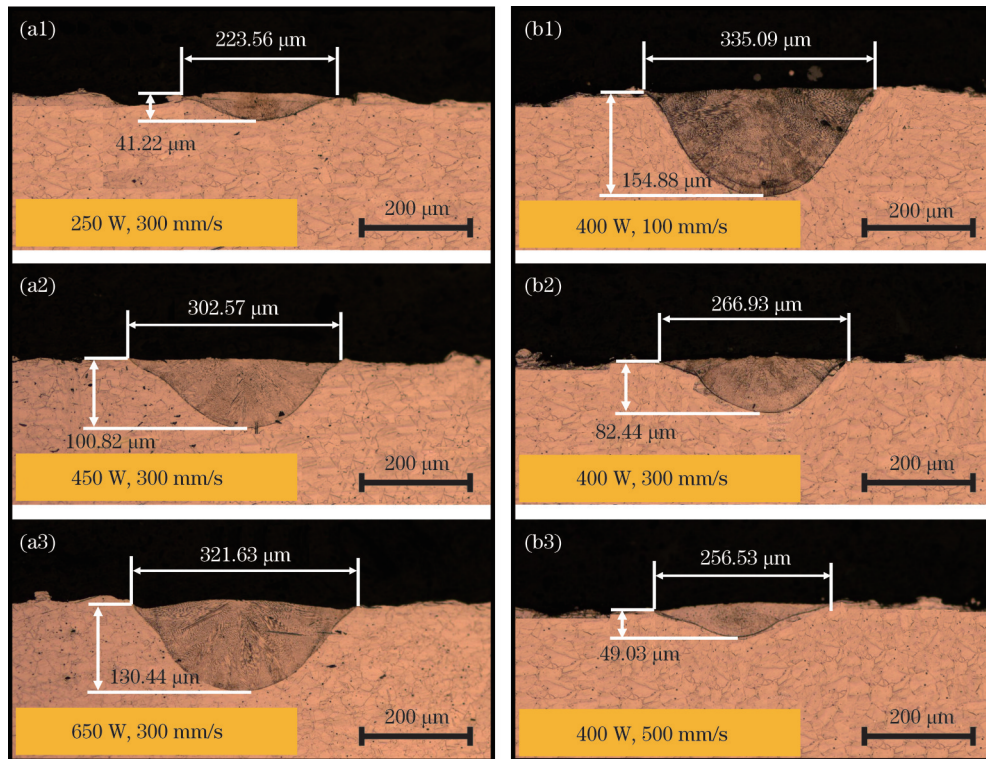 (a1)
223.56 μm
41.22 μm
250 W, 300 mm/s
200 μm
(a2)
302.57 μm
100.82 μm
450 W, 300 mm/s
200 μm
(a3)
321.63 μm
130.44 μm
650 W, 300 mm/s
200 μm
(b1)
335.09 μm
154.88 μm
400 W, 100 mm/s
200 μm
(b2)
266.93 μm
82.44 μm
400 W, 300 mm/s
200 μm
(b3)
256.53 μm
49.03 μm
400 W, 500 mm/s
200 μm